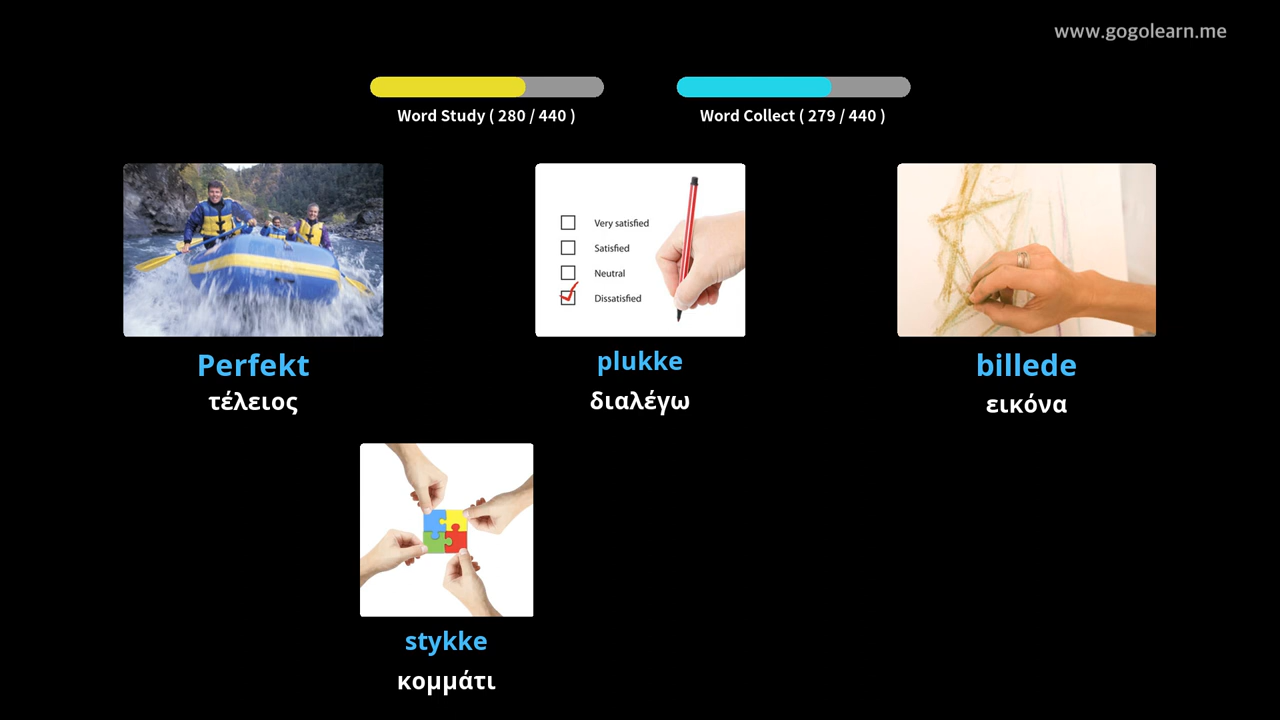 www.gogolearn.me
Word Study ( 280 / 440 )
Word Collect ( 279 / 440 )
Very satisfied
Satisfied
Neutral
Dissatisfied
Perfekt
τέλειος
plukke
διαλέγω
billede
εικόνα
stykke
κομμάτι